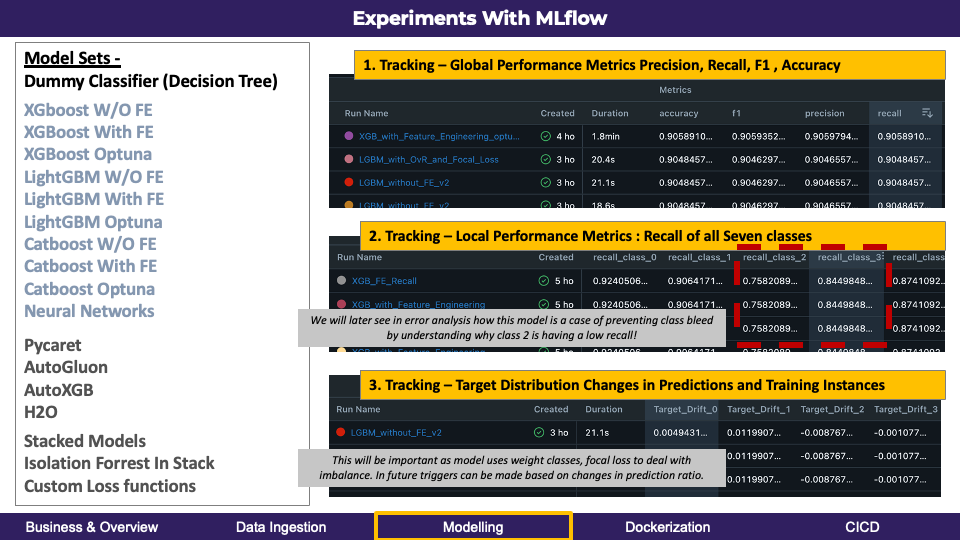 Experiments With MLflow
Model Sets -
Dummy Classifier (Decision Tree)
XGboost W/O FE
XGBoost With FE
XGBoost Optuna
LightGBM W/O FE
LightGBM With FE
LightGBM Optuna
Catboost W/O FE
Catboost With FE
Catboost Optuna
Neural Networks
Pycaret
AutoGluon
AutoXGB
H2O
Stacked Models
Isolation Forrest In Stack
Custom Loss functions
1. Tracking – Global Performance Metrics Precision, Recall, F1 , Accuracy
Metrics
Run Name Created Duration accuracy f1 precision recall
XGB_with_Feature_Engineering_optu... 4 ho 1.8min 0.9058910... 0.9059352... 0.9059794... 0.9058910...
LGBM_with_OvR_and_Focal_Loss 3 ho 20.4s 0.9048457... 0.9046297... 0.9046557... 0.9048457...
LGBM_without_FE_v2 3 ho 21.1s 0.9048457... 0.9046297... 0.9046557... 0.9048457...
LGBM_without_FE_v2 3 ho 18.6s 0.9048457... 0.9046297... 0.9046557... 0.9048457...
2. Tracking – Local Performance Metrics : Recall of all Seven classes
Run Name Created recall_class_0 recall_class_1 recall_class_2 recall_class_3 recall_class
XGB_FE_Recall 5 ho 0.9240506... 0.9064171... 0.7582089... 0.8449848... 0.8741092...
XGB_with_Feature_Engineering 5 ho 0.9240506... 0.9064171... 0.7582089... 0.8449848... 0.8741092...
0.7582089... 0.8449848... 0.8741092...
We will later see in error analysis how this model is a case of preventing class bleed
by understanding why class 2 is having a low recall!
XGB_with_Feature_Engineering 5 ho 0.9240506... 0.9064171... 0.7582089... 0.8449848... 0.8741092...
3. Tracking – Target Distribution Changes in Predictions and Training Instances
Run Name Created Duration Target_Drift_0 Target_Drift_1 Target_Drift_2 Target_Drift_3
LGBM_without_FE_v2 3 ho 21.1s 0.0049431... 0.0119907... -0.008767... -0.001077...
0.0119907... -0.008767... -0.001077...
0.0119907... -0.008767... -0.001077...
This will be important as model uses weight classes, focal loss to deal with
imbalance. In future triggers can be made based on changes in prediction ratio.
Business & Overview
Data Ingestion
Modelling
Dockerization
CICD